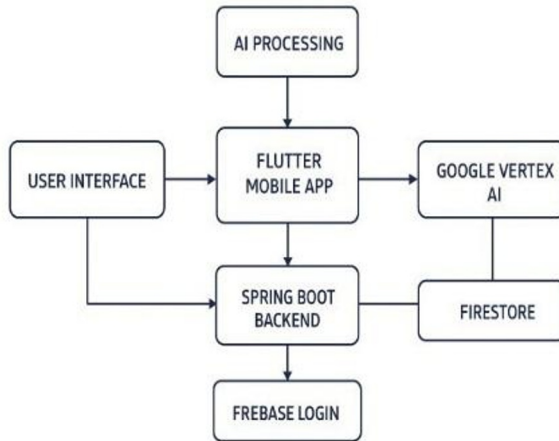 AI PROCESSING
USER INTERFACE
FLUTTER
MOBILE APP
GOOGLE VERTEX
AI
SPRING BOOT
BACKEND
FIRESTORE
FREBASE LOGIN